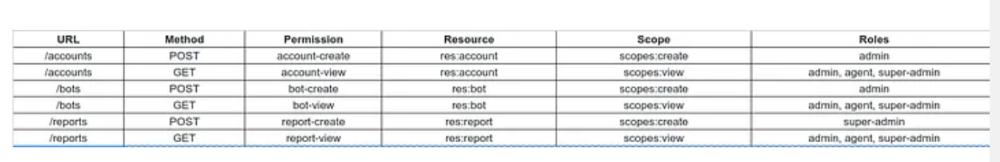 URL Method Permission Resource Scope Roles
/accounts POST account-create res:account scopes:create admin
/accounts GET account-view res:account scopes:view admin, agent, super-admin
/bots POST bot-create res:bot scopes:create admin
/bots GET bot-view res:bot scopes:view admin, agent, super-admin
/reports POST report-create res:report scopes:create super-admin
/reports GET report-view res:report scopes:view admin, agent, super-admin